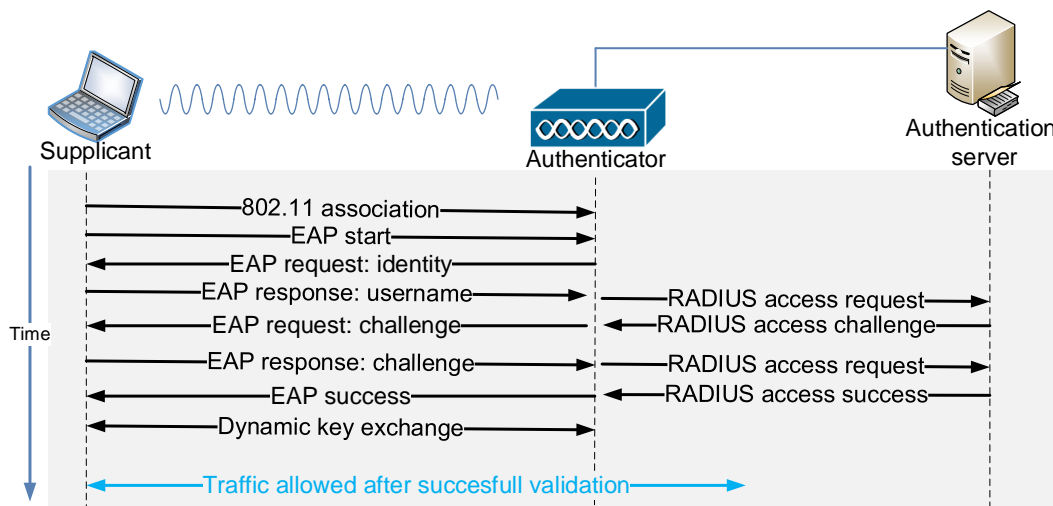 Supplicant
Authenticator
Authentication
server
Time
802.11 association
EAP start
EAP request: identity
EAP response: username
RADIUS access request
EAP request: challenge
RADIUS access challenge
EAP response: challenge
RADIUS access request
EAP success
RADIUS access success
Dynamic key exchange
Traffic allowed after succesfull validation